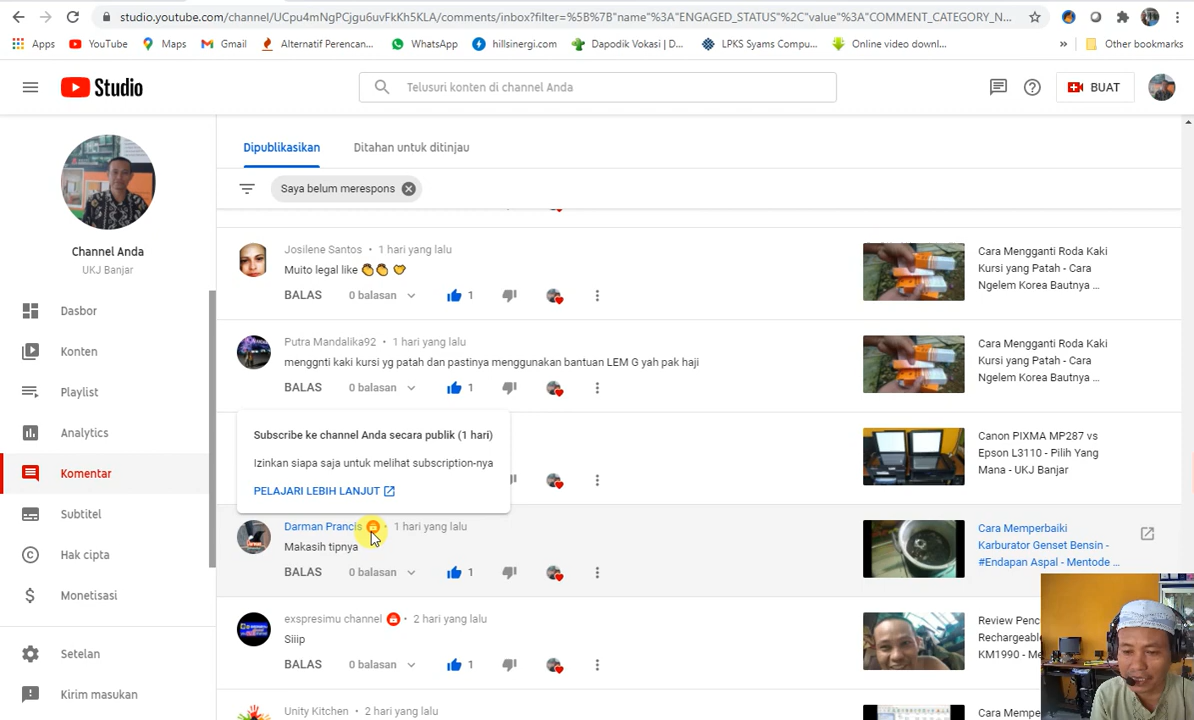 studio.youtube.com/channel/UCpu4mNgPCjgu6uvFkKh5KLA/comments/inbox?filter=%5B%7B"name"%3A"ENGAGED_STATUS"%2C"value"%3A"COMMENT_CATEGORY_N...
Apps YouTube Maps Gmail Alternatif Perencan... WhatsApp hillsinergi.com Dapodik Vokasi | D... LPKS Syams Compu... Online video downl... » Other bookmarks
Studio
Telusuri konten di channel Anda
BUAT
Channel Anda
UKJ Banjar
Dasbor
Konten
Playlist
Analytics
Komentar
Subtitel
Hak cipta
Monetisasi
Setelan
Kirim masukan
Dipublikasikan Ditahan untuk ditinjau
Saya belum merespons
Josilene Santos • 1 hari yang lalu
Muito legal like 👏 👏 🤝
BALAS 0 balasan 1
Cara Mengganti Roda Kaki
Kursi yang Patah - Cara
Ngelem Korea Bautnya ...
Putra Mandalika92 • 1 hari yang lalu
menggnti kaki kursi yg patah dan pastinya menggunakan bantuan LEM G yah pak haji
BALAS 0 balasan 1
Cara Mengganti Roda Kaki
Kursi yang Patah - Cara
Ngelem Korea Bautnya ...
Subscribe ke channel Anda secara publik (1 hari)
Izinkan siapa saja untuk melihat subscription-nya
PELAJARI LEBIH LANJUT
Canon PIXMA MP287 vs
Epson L3110 - Pilih Yang
Mana - UKJ Banjar
Darman Prancis • 1 hari yang lalu
Makasih tipnya
BALAS 0 balasan 1
Cara Memperbaiki
Karburator Genset Bensin -
#Endapan Aspal - Mentode ...
exspresimu channel • 2 hari yang lalu
Siiip
BALAS 0 balasan 1
Review Penc
Rechargeable
KM1990 - Me
Unity Kitchen • 2 hari yang lalu
Cara Memp